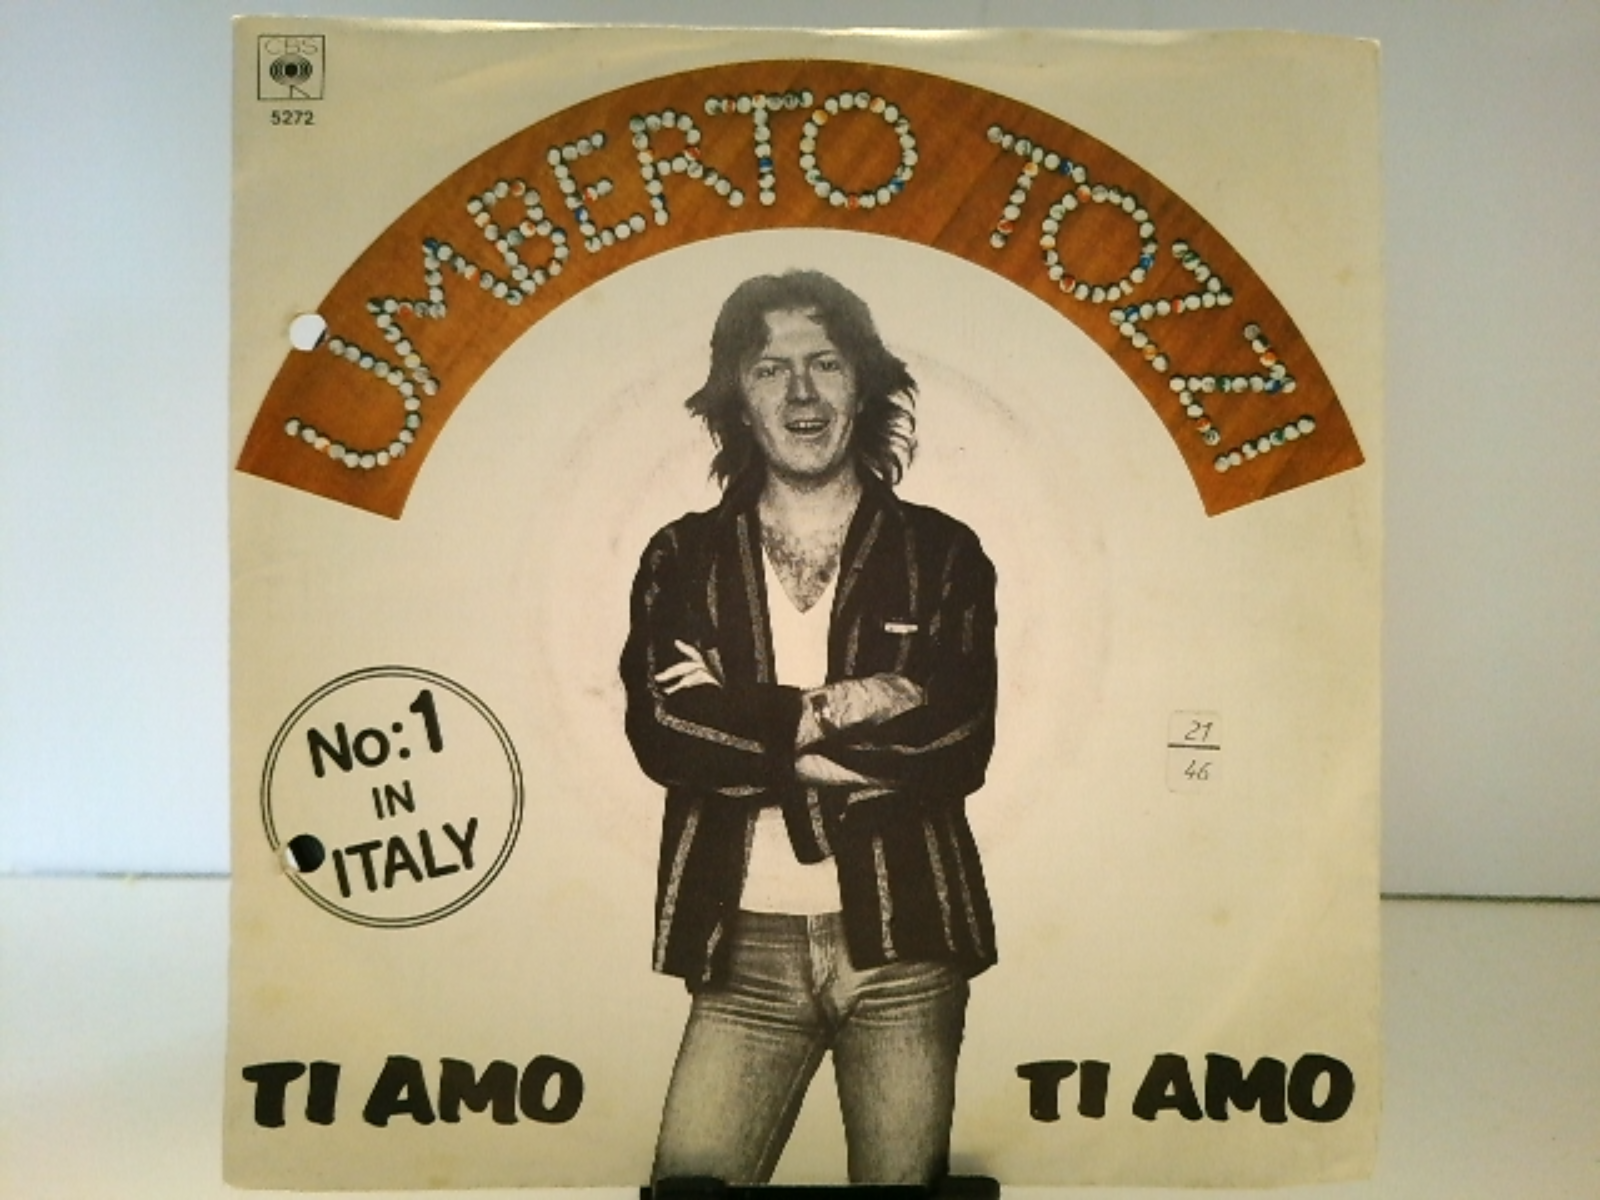 CBS
5272
UMBERTO TOZZI
No:1
IN
ITALY
21
46
TI AMO
TI AMO